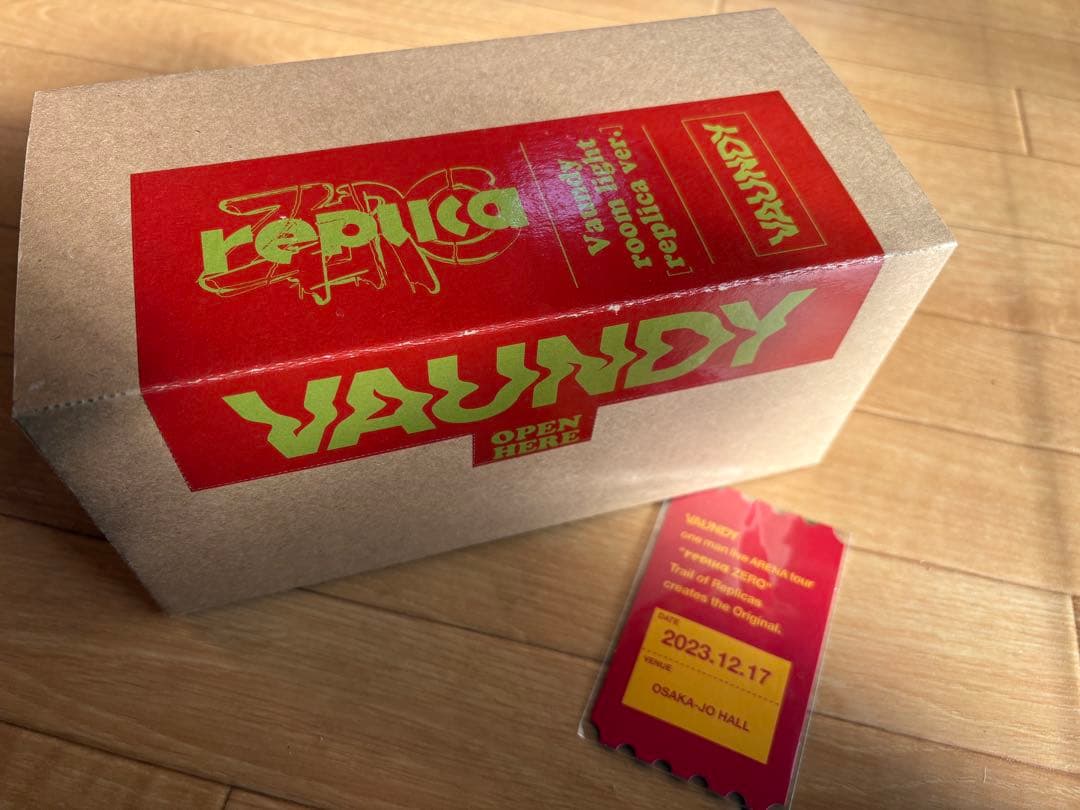 replica
Vaundy
room light
[replica ver.]
VAUNDY
VAUNDY
OPEN
HERE
VAUNDY
one man live ARENA tour
"replica ZERO"
Trail of Replicas
creates the Original.
DATE
2023.12.17
VENUE
OSAKA-JO HALL